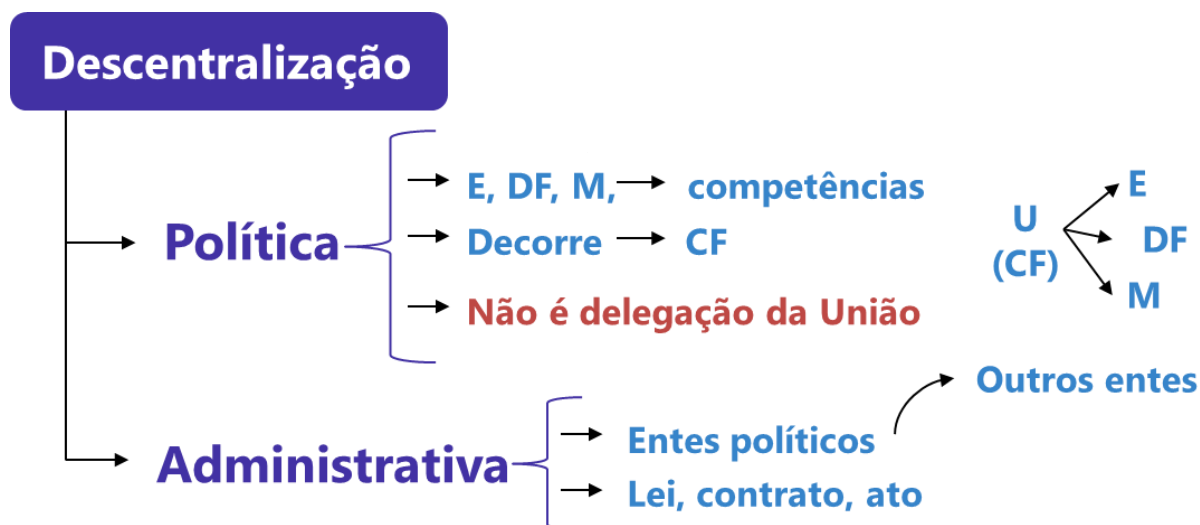 Descentralização
Política
E, DF, M, competências
Decorre CF
Não é delegação da União
U
(CF)
E
DF
M
Administrativa
Entes políticos
Outros entes
Lei, contrato, ato